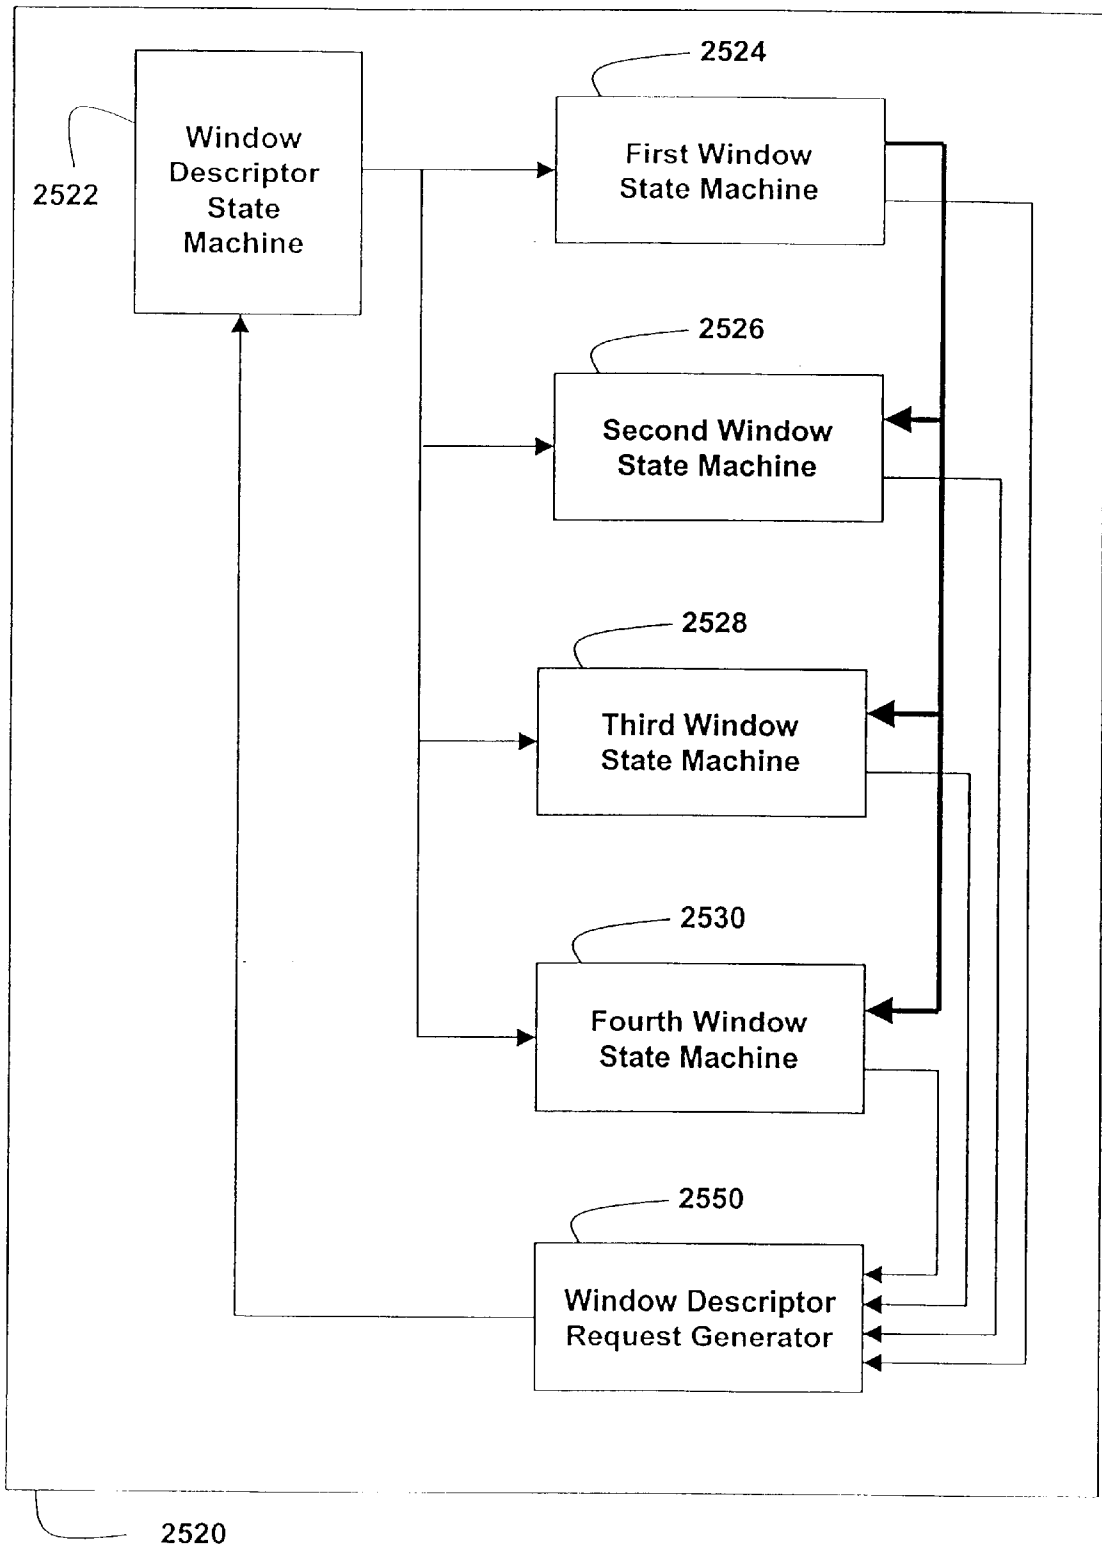 2524
Window
Descriptor
State
Machine
2522
First Window
State Machine
2526
Second Window
State Machine
2528
Third Window
State Machine
2530
Fourth Window
State Machine
2550
Window Descriptor
Request Generator
2520